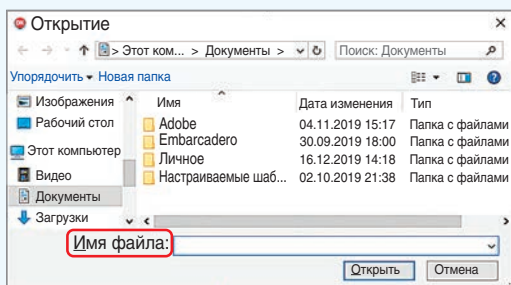 Открытие
Этот ком... > Документы >
Поиск: Документы
Упорядочить Новая папка
Изображения
Рабочий стол
Этот компьютер
Видео
Документы
Загрузки
Имя Дата изменения Тип
Adobe 04.11.2019 15:17 Папка с файлами
Embarcadero 30.09.2019 18:00 Папка с файлами
Личное 16.12.2019 14:18 Папка с файлами
Настраиваемые шаб... 02.10.2019 21:38 Папка с файлами
Имя файла:
Открыть Отмена